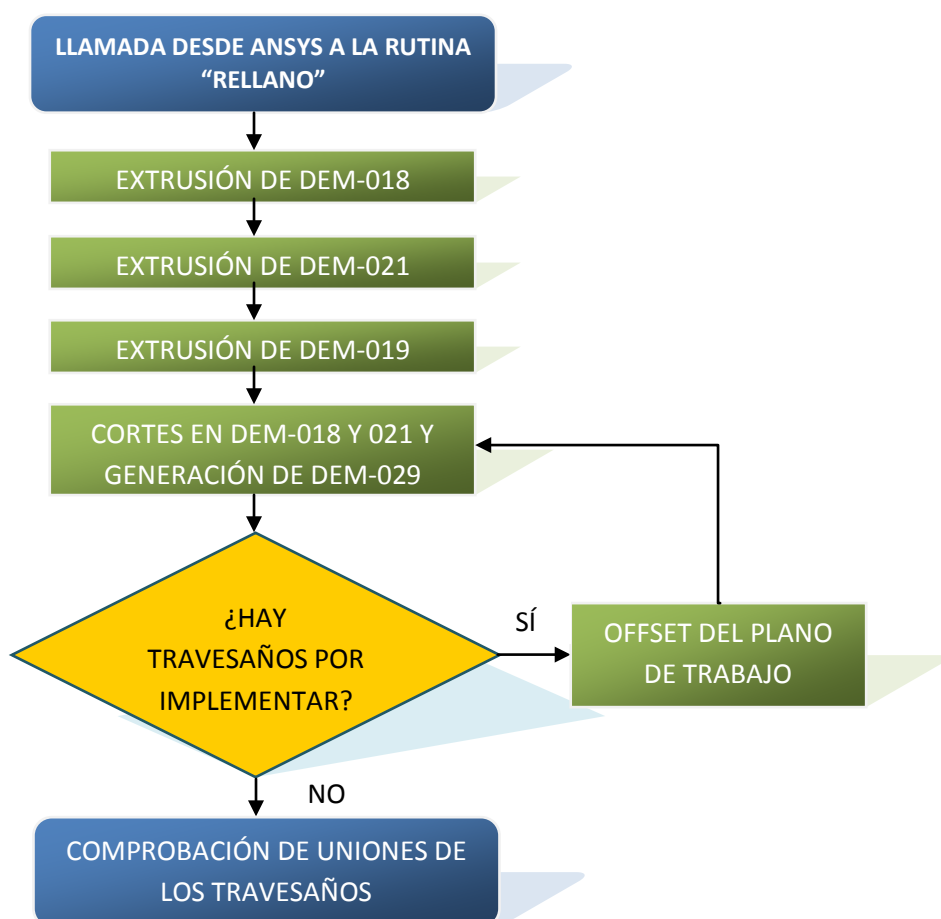 LLAMADA DESDE ANSYS A LA RUTINA
“RELLANO”
EXTRUSIÓN DE DEM-018
EXTRUSIÓN DE DEM-021
EXTRUSIÓN DE DEM-019
CORTES EN DEM-018 Y 021 Y
GENERACIÓN DE DEM-029
¿HAY
TRAVESAÑOS POR
IMPLEMENTAR?
SÍ
OFFSET DEL PLANO
DE TRABAJO
NO
COMPROBACIÓN DE UNIONES DE
LOS TRAVESAÑOS